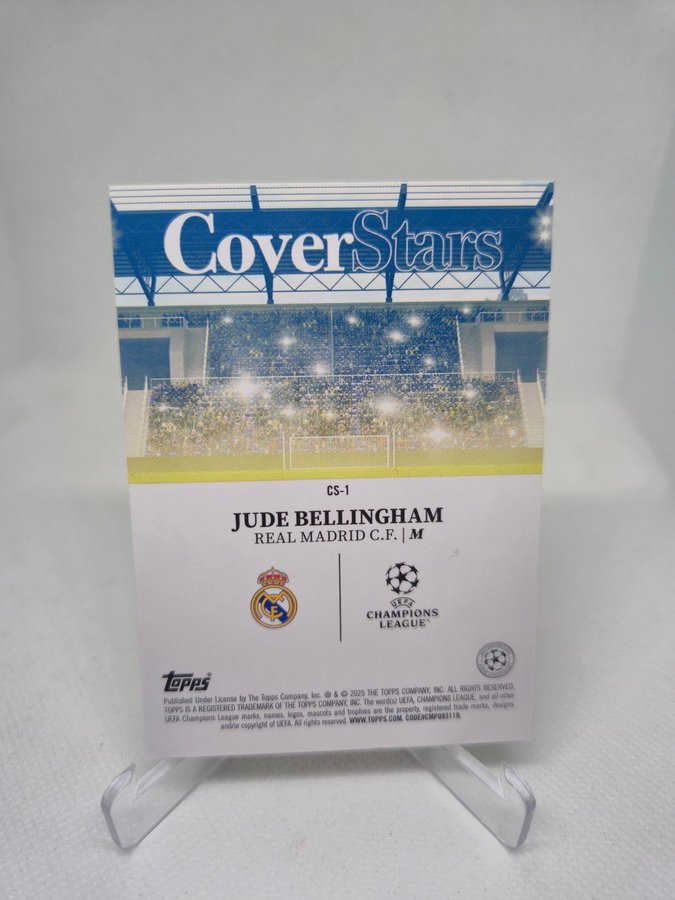 CoverStars
CS-1
JUDE BELLINGHAM
REAL MADRID C.F. | M
UEFA
CHAMPIONS
LEAGUE®
Topps®
Published Under License by The Topps Company, Inc. ® & © 2025 THE TOPPS COMPANY, INC. ALL RIGHTS RESERVED.
TOPPS IS A REGISTERED TRADEMARK OF THE TOPPS COMPANY, INC. The word(s) UEFA, CHAMPIONS LEAGUE, and all other
UEFA Champions League marks, names, logos, mascots and trophies are the property, registered trade marks, designs
and/or copyright of UEFA. All rights reserved. WWW.TOPPS.COM. CODE#CMP093119.